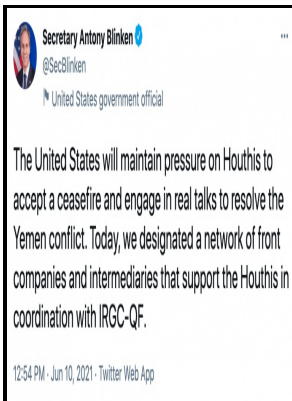 Secretary Antony Blinken
@SecBlinken
United States government official
The United States will maintain pressure on Houthis to
accept a ceasefire and engage in real talks to resolve the
Yemen conflict. Today, we designated a network of front
companies and intermediaries that support the Houthis in
coordination with IRGC-QF.
12:54 PM · Jun 10, 2021 · Twitter Web App